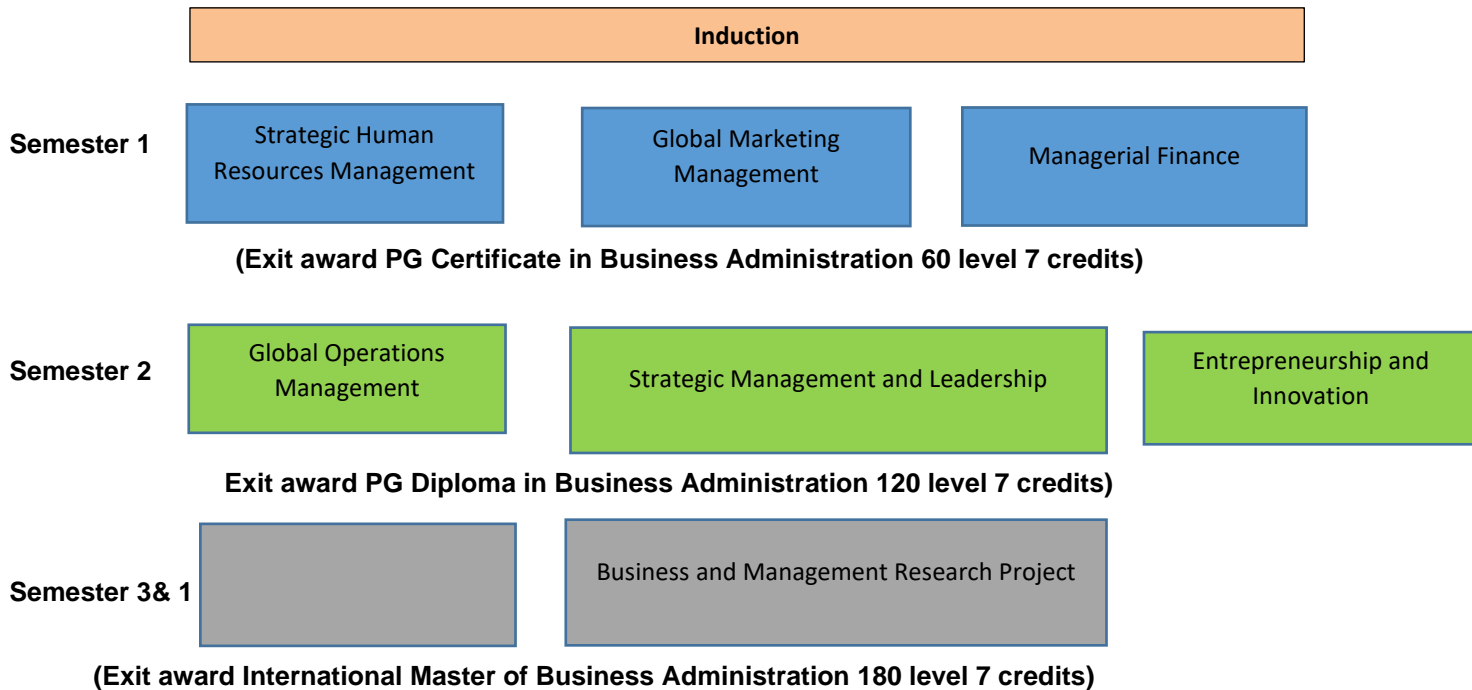 Induction
Semester 1
Strategic Human
Resources Management
Global Marketing
Management
Managerial Finance
(Exit award PG Certificate in Business Administration 60 level 7 credits)
Semester 2
Global Operations
Management
Strategic Management and Leadership
Entrepreneurship and
Innovation
Exit award PG Diploma in Business Administration 120 level 7 credits)
Semester 3& 1
Business and Management Research Project
(Exit award International Master of Business Administration 180 level 7 credits)